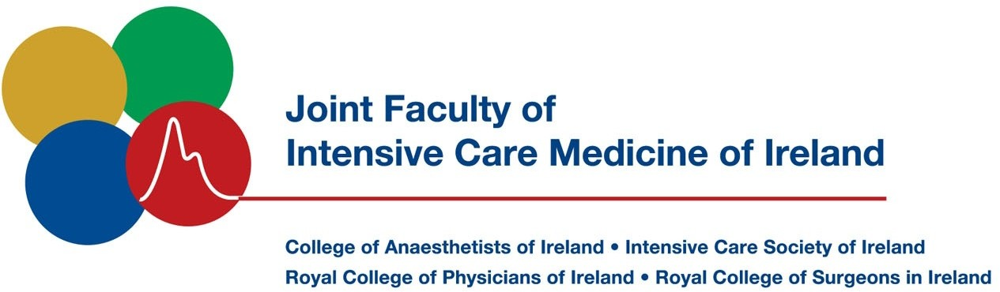 Joint Faculty of
Intensive Care Medicine of Ireland
College of Anaesthetists of Ireland • Intensive Care Society of Ireland
Royal College of Physicians of Ireland • Royal College of Surgeons in Ireland